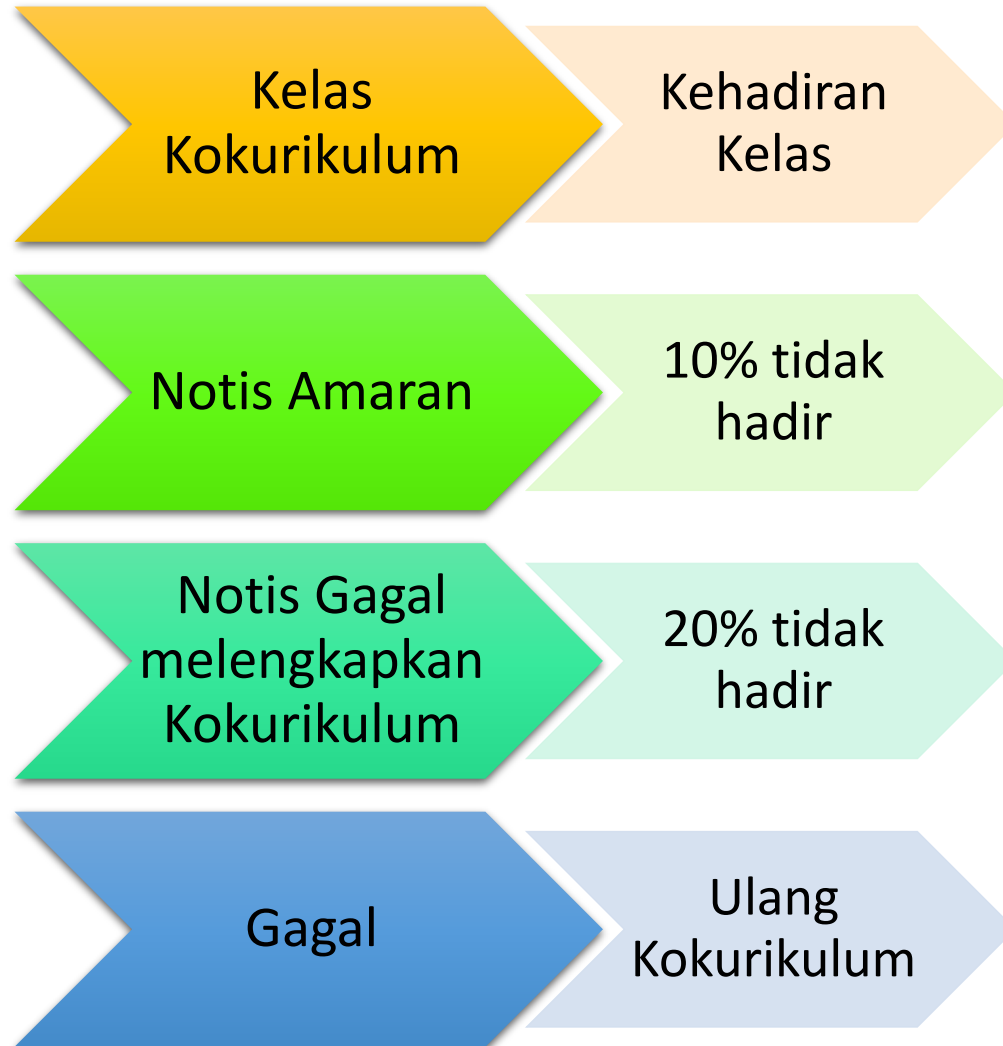 Kelas
Kokurikulum
Kehadiran
Kelas
Notis Amaran
10% tidak
hadir
Notis Gagal
melengkapkan
Kokurikulum
20% tidak
hadir
Gagal
Ulang
Kokurikulum